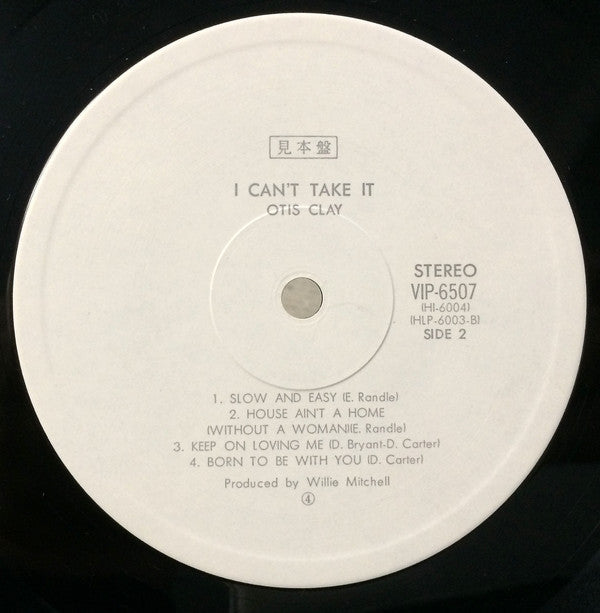 見本盤
I CAN'T TAKE IT
OTIS CLAY
STEREO
VIP-6507
(HI-6004)
(HLP-6003-B)
SIDE 2
1. SLOW AND EASY (E. Randle)
2. HOUSE AIN'T A HOME
(WITHOUT A WOMAN)(E. Randle)
3. KEEP ON LOVING ME (D. Bryant-D. Carter)
4. BORN TO BE WITH YOU (D. Carter)
Produced by Willie Mitchell
④